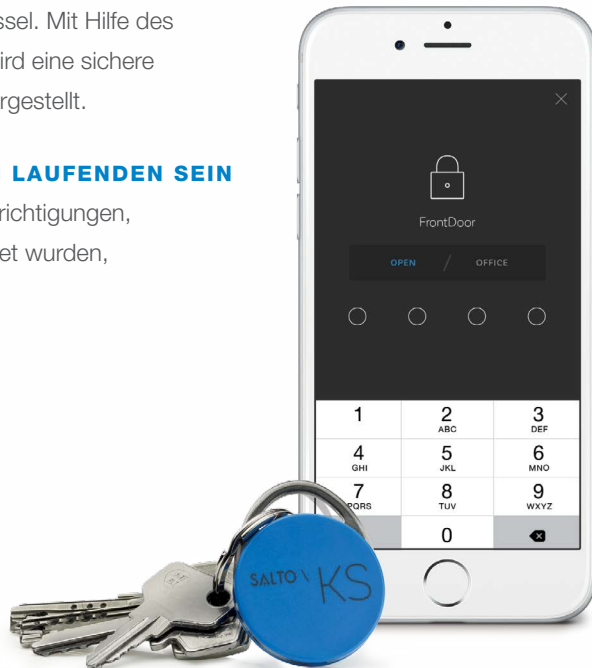 ssel. Mit Hilfe des
ird eine sichere
rgestellt.
LAUFENDEN SEIN
richtigungen,
et wurden,
FrontDoor
OPEN / OFFICE
1 2 3
ABC DEF
4 5 6
GHI JKL MNO
7 8 9
PQRS TUV WXYZ
0
SALTO KS